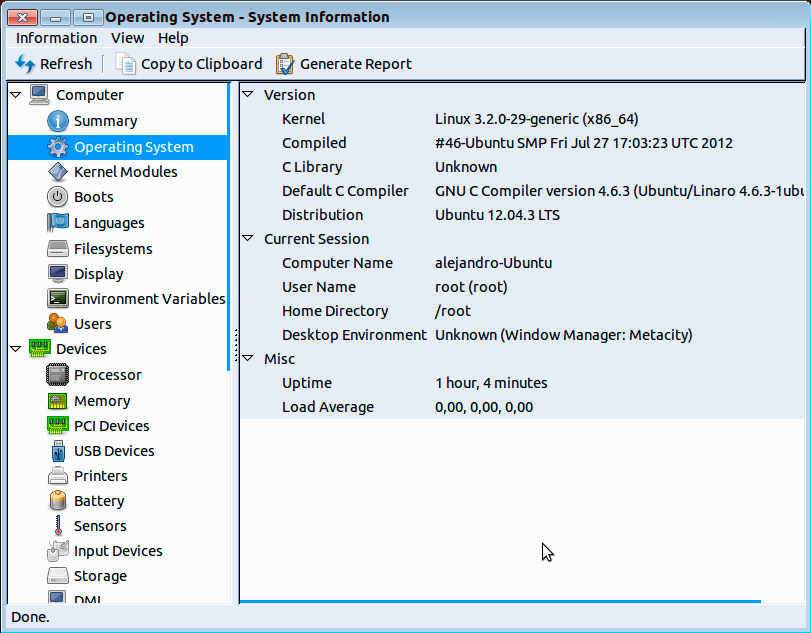 Operating System - System Information
Information View Help
Refresh Copy to Clipboard Generate Report
Computer
Summary
Operating System
Kernel Modules
Boots
Languages
Filesystems
Display
Environment Variables
Users
Devices
Processor
Memory
PCI Devices
USB Devices
Printers
Battery
Sensors
Input Devices
Storage
DMI
Version
Kernel Linux 3.2.0-29-generic (x86_64)
Compiled #46-Ubuntu SMP Fri Jul 27 17:03:23 UTC 2012
C Library Unknown
Default C Compiler GNU C Compiler version 4.6.3 (Ubuntu/Linaro 4.6.3-1ubu
Distribution Ubuntu 12.04.3 LTS
Current Session
Computer Name alejandro-Ubuntu
User Name root (root)
Home Directory /root
Desktop Environment Unknown (Window Manager: Metacity)
Misc
Uptime 1 hour, 4 minutes
Load Average 0,00, 0,00, 0,00
Done.